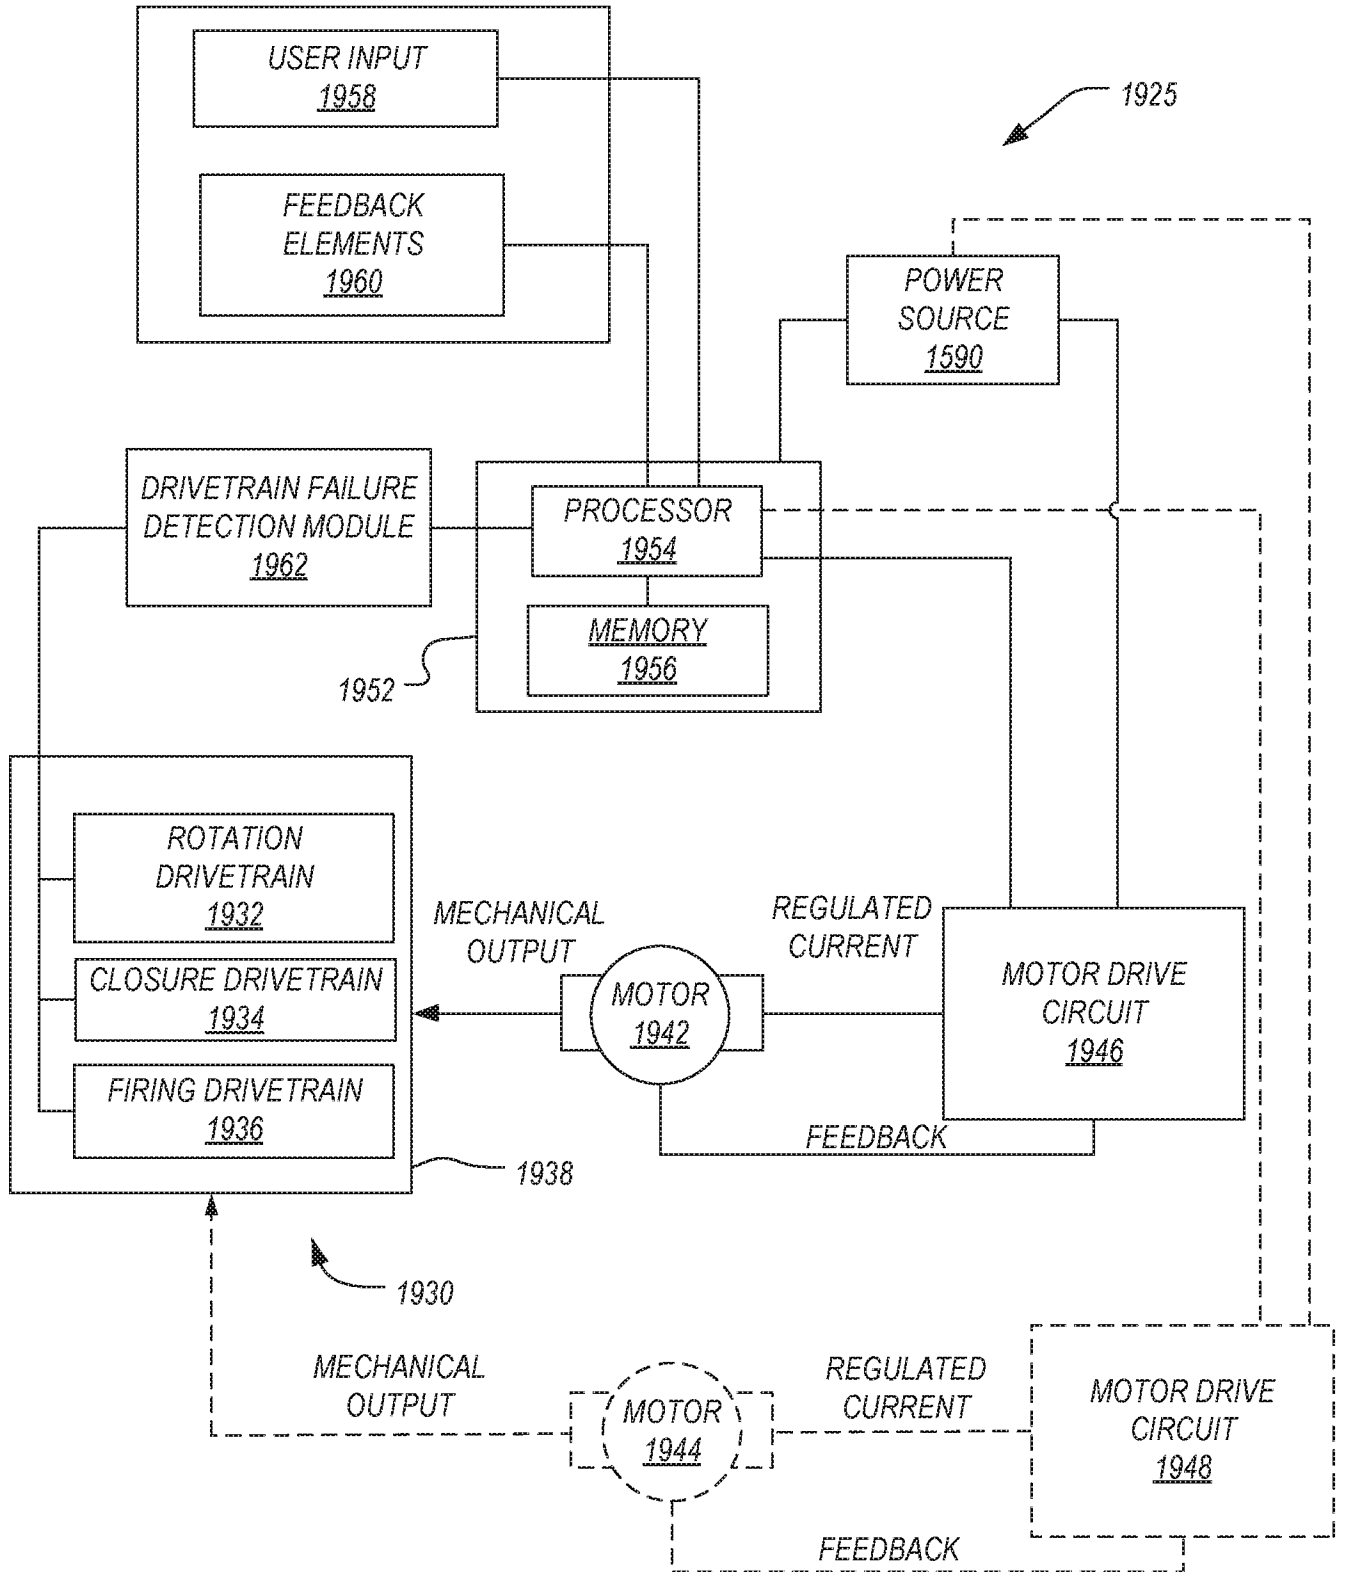 USER INPUT
1958
1925
FEEDBACK
ELEMENTS
1960
POWER
SOURCE
1590
DRIVETRAIN FAILURE
DETECTION MODULE
1962
PROCESSOR
1954
MEMORY
1956
1952
ROTATION
DRIVETRAIN
1932
CLOSURE DRIVETRAIN
1934
FIRING DRIVETRAIN
1936
1938
MECHANICAL
OUTPUT
MOTOR
1942
REGULATED
CURRENT
MOTOR DRIVE
CIRCUIT
1946
FEEDBACK
1930
MECHANICAL
OUTPUT
MOTOR
1944
REGULATED
CURRENT
MOTOR DRIVE
CIRCUIT
1948
FEEDBACK